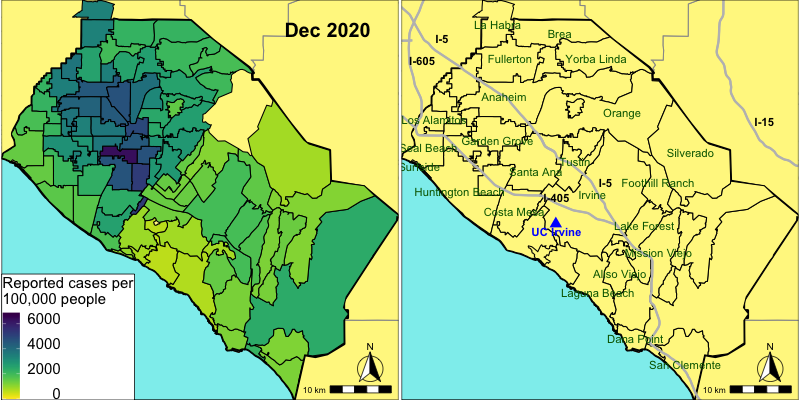 Dec 2020
Reported cases per
100,000 people
6000
4000
2000
0
N
10 km
La Habra
Brea
I-5
Fullerton
Yorba Linda
I-605
Anaheim
Orange
Los Alamitos
I-15
Garden Grove
Seal Beach
Silverado
Tustin
Sunside
Santa Ana
I-5
Foothill Ranch
Huntington Beach
Irvine
I-405
Costa Mesa
Lake Forest
UC Irvine
Mission Viejo
Aliso Viejo
Laguna Beach
Dana Point
N
San Clemente
10 km